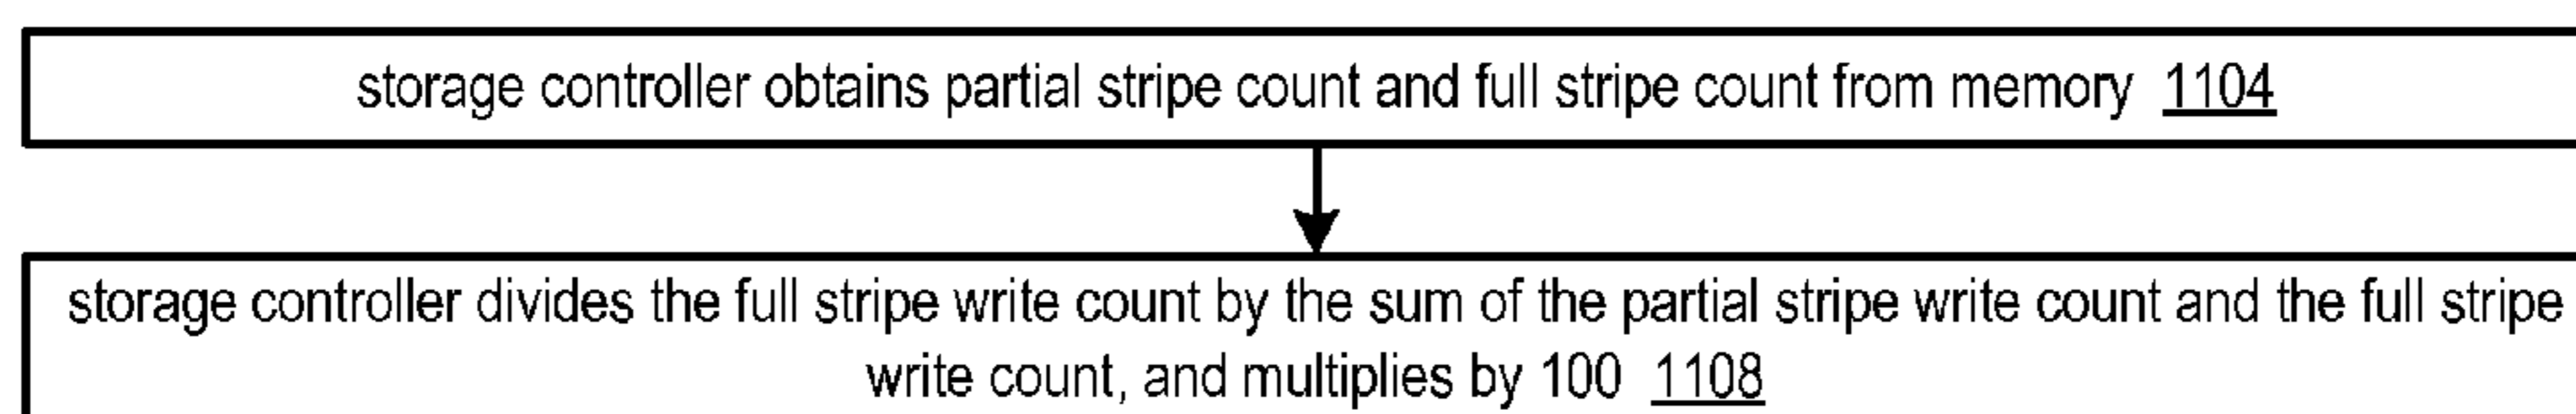 storage controller obtains partial stripe count and full stripe count from memory 1104
storage controller divides the full stripe write count by the sum of the partial stripe write count and the full stripe
write count, and multiplies by 100 1108